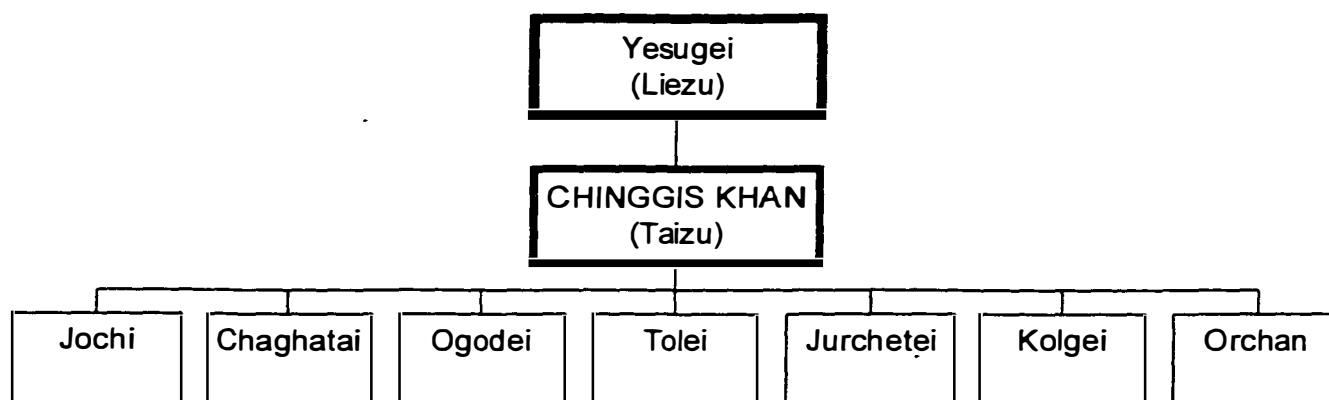 Yesugei
(Liezu)
CHINGGIS KHAN
(Taizu)
Jochi
Chaghatai
Ogodei
Tolei
Jurchetei
Kolgei
Orchan